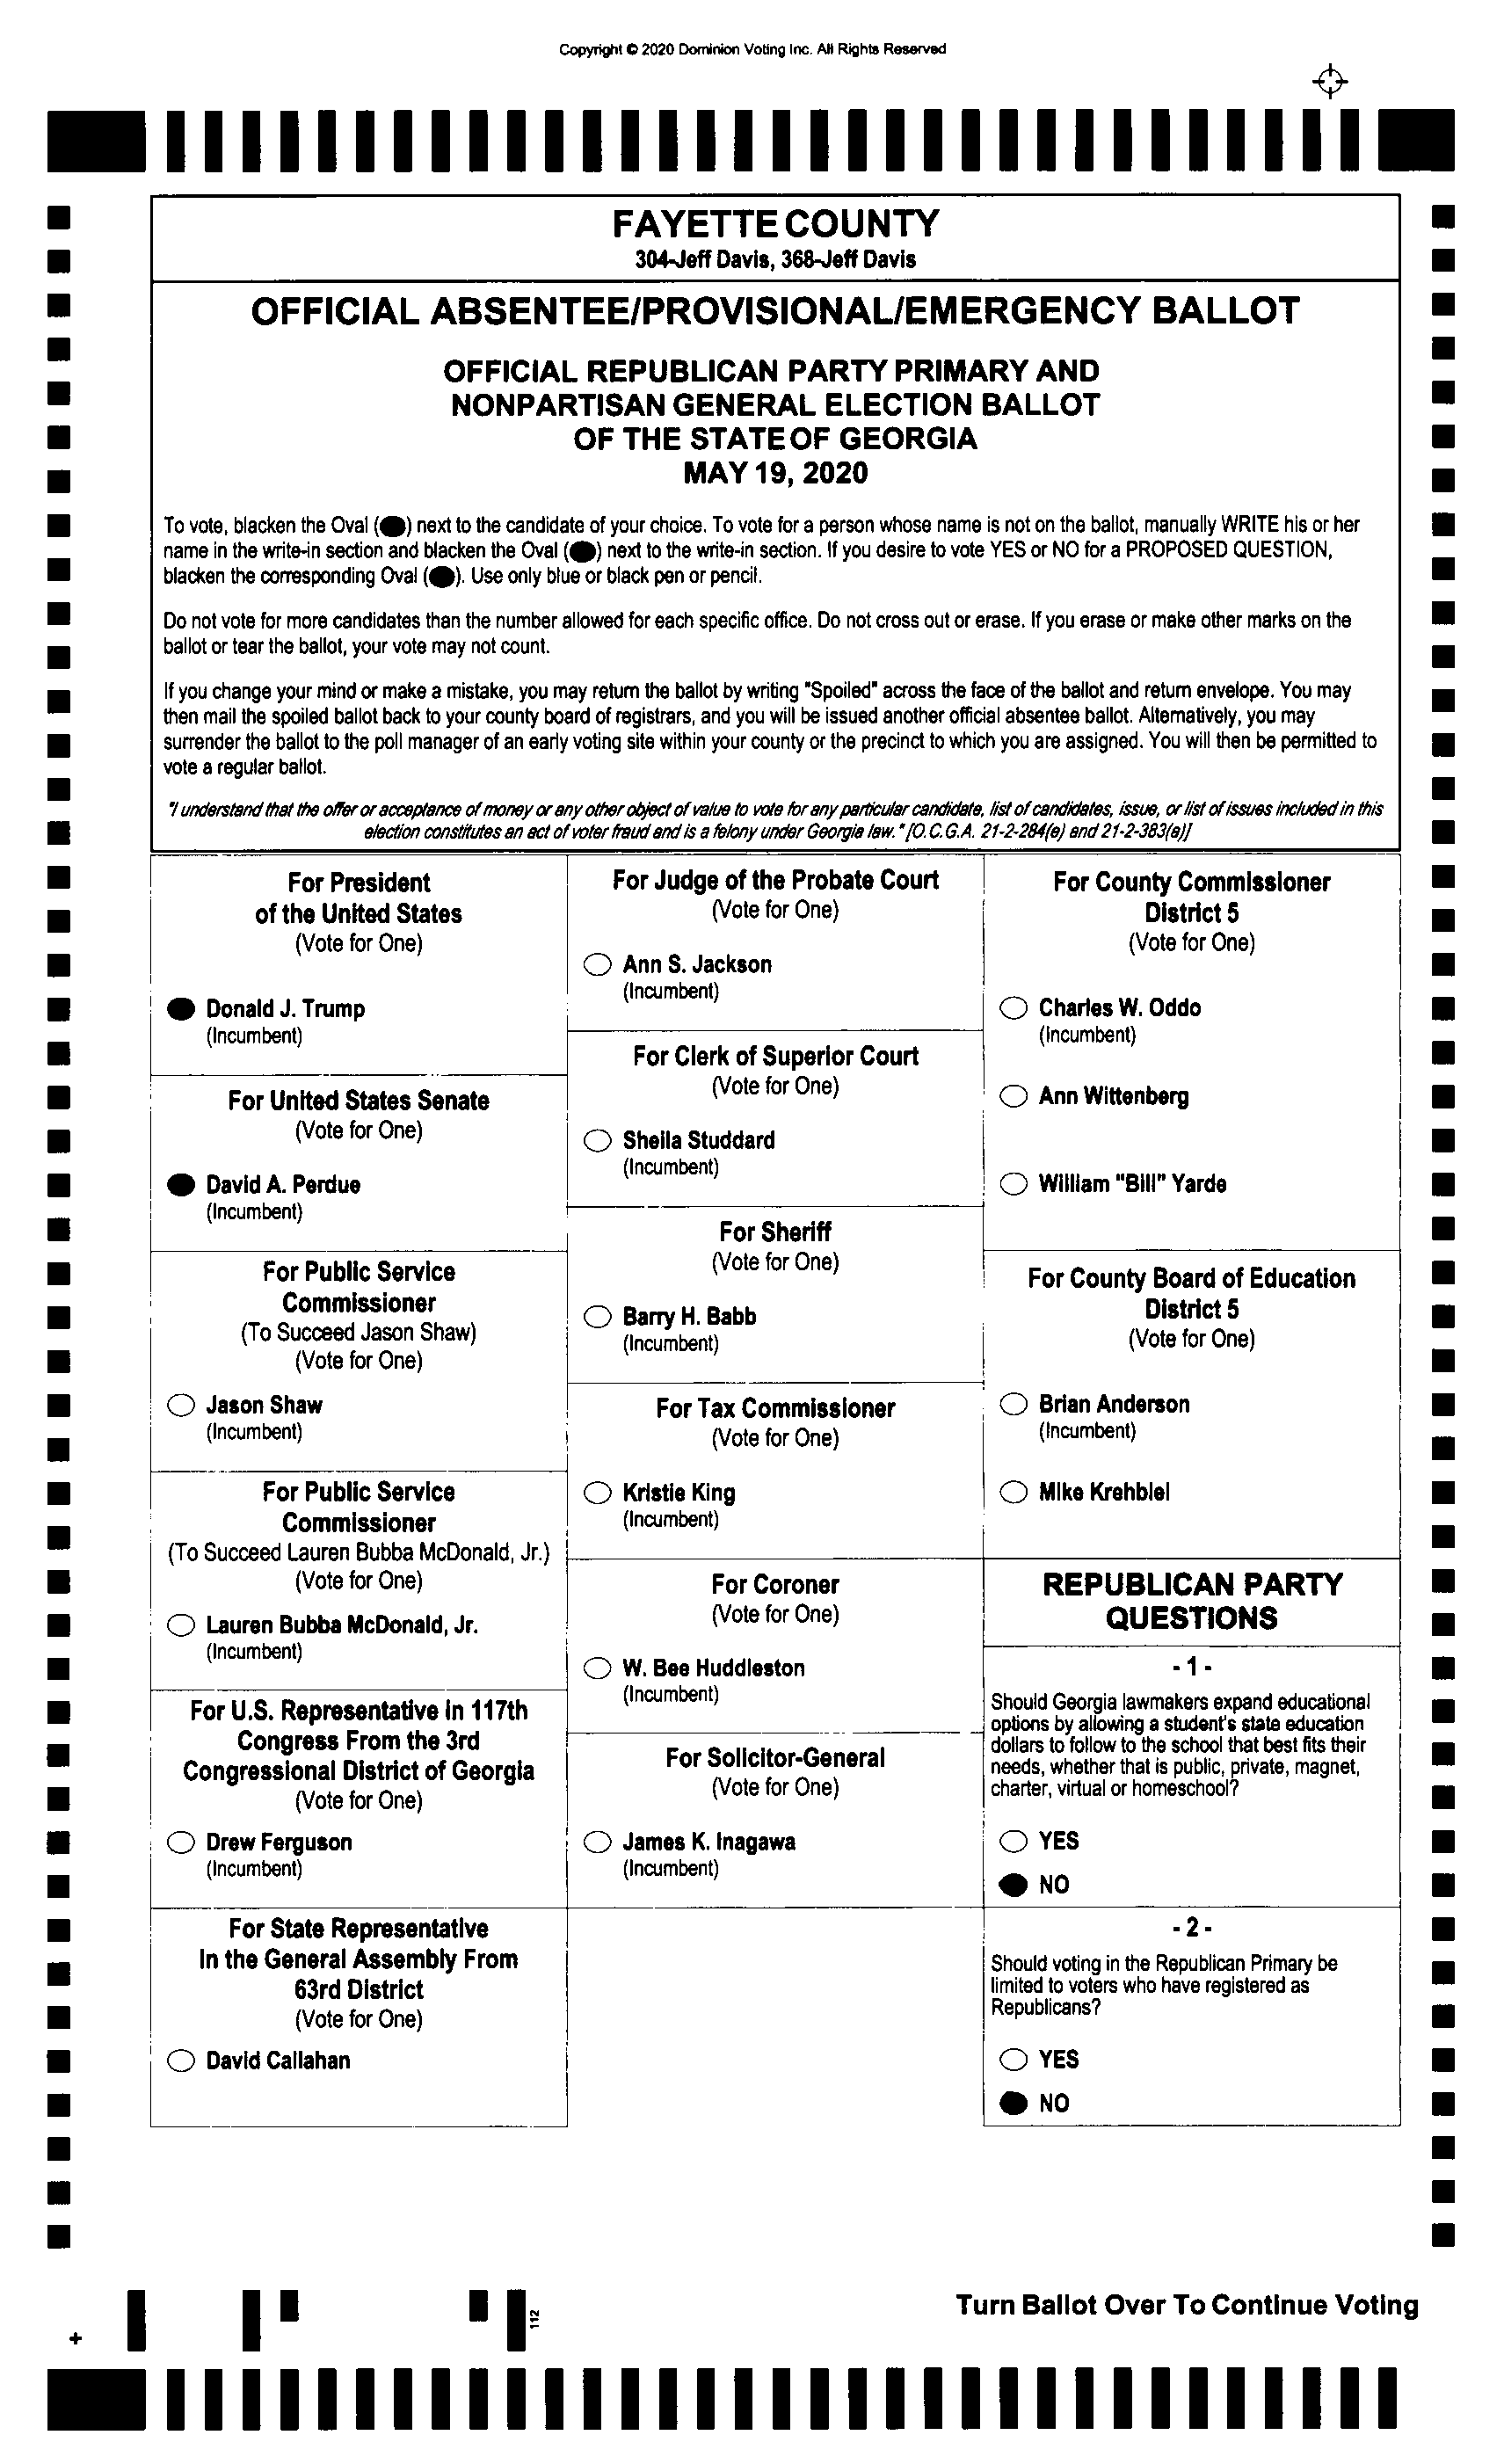 Copyright © 2020 Dominion Voting Inc. All Rights Reserved
FAYETTE COUNTY
304-Jeff Davis, 368-Jeff Davis
OFFICIAL ABSENTEE/PROVISIONAL/EMERGENCY BALLOT
OFFICIAL REPUBLICAN PARTY PRIMARY AND
NONPARTISAN GENERAL ELECTION BALLOT
OF THE STATE OF GEORGIA
MAY 19, 2020
To vote, blacken the Oval ( ) next to the candidate of your choice. To vote for a person whose name is not on the ballot, manually WRITE his or her
name in the write-in section and blacken the Oval ( ) next to the write-in section. If you desire to vote YES or NO for a PROPOSED QUESTION,
blacken the corresponding Oval ( ). Use only blue or black pen or pencil.
Do not vote for more candidates than the number allowed for each specific office. Do not cross out or erase. If you erase or make other marks on the
ballot or tear the ballot, your vote may not count.
If you change your mind or make a mistake, you may return the ballot by writing "Spoiled" across the face of the ballot and return envelope. You may
then mail the spoiled ballot back to your county board of registrars, and you will be issued another official absentee ballot. Alternatively, you may
surrender the ballot to the poll manager of an early voting site within your county or the precinct to which you are assigned. You will then be permitted to
vote a regular ballot.
"I understand that the offer or acceptance of money or any other object of value to vote for any particular candidate, list of candidates, issue, or list of issues included in this
election constitutes an act of voter fraud and is a felony under Georgia law." [O.C.G.A. 21-2-284(e) and 21-2-383(a)]
For President
of the United States
(Vote for One)
Donald J. Trump
(Incumbent)
For United States Senate
(Vote for One)
David A. Perdue
(Incumbent)
For Public Service
Commissioner
(To Succeed Jason Shaw)
(Vote for One)
Jason Shaw
(Incumbent)
For Public Service
Commissioner
(To Succeed Lauren Bubba McDonald, Jr.)
(Vote for One)
Lauren Bubba McDonald, Jr.
(Incumbent)
For U.S. Representative in 117th
Congress From the 3rd
Congressional District of Georgia
(Vote for One)
Drew Ferguson
(Incumbent)
For State Representative
In the General Assembly From
63rd District
(Vote for One)
David Callahan
For Judge of the Probate Court
(Vote for One)
Ann S. Jackson
(Incumbent)
For Clerk of Superior Court
(Vote for One)
Sheila Studdard
(Incumbent)
For Sheriff
(Vote for One)
Barry H. Babb
(Incumbent)
For Tax Commissioner
(Vote for One)
Kristie King
(Incumbent)
For Coroner
(Vote for One)
W. Bee Huddleston
(Incumbent)
For Solicitor-General
(Vote for One)
James K. Inagawa
(Incumbent)
For County Commissioner
District 5
(Vote for One)
Charles W. Oddo
(Incumbent)
Ann Wittenberg
William "Bill" Yarde
For County Board of Education
District 5
(Vote for One)
Brian Anderson
(Incumbent)
Mike Krehbiel
REPUBLICAN PARTY
QUESTIONS
- 1 -
Should Georgia lawmakers expand educational
options by allowing a student's state education
dollars to follow to the school that best fits their
needs, whether that is public, private, magnet,
charter, virtual or homeschool?
YES
NO
- 2 -
Should voting in the Republican Primary be
limited to voters who have registered as
Republicans?
YES
NO
112
Turn Ballot Over To Continue Voting